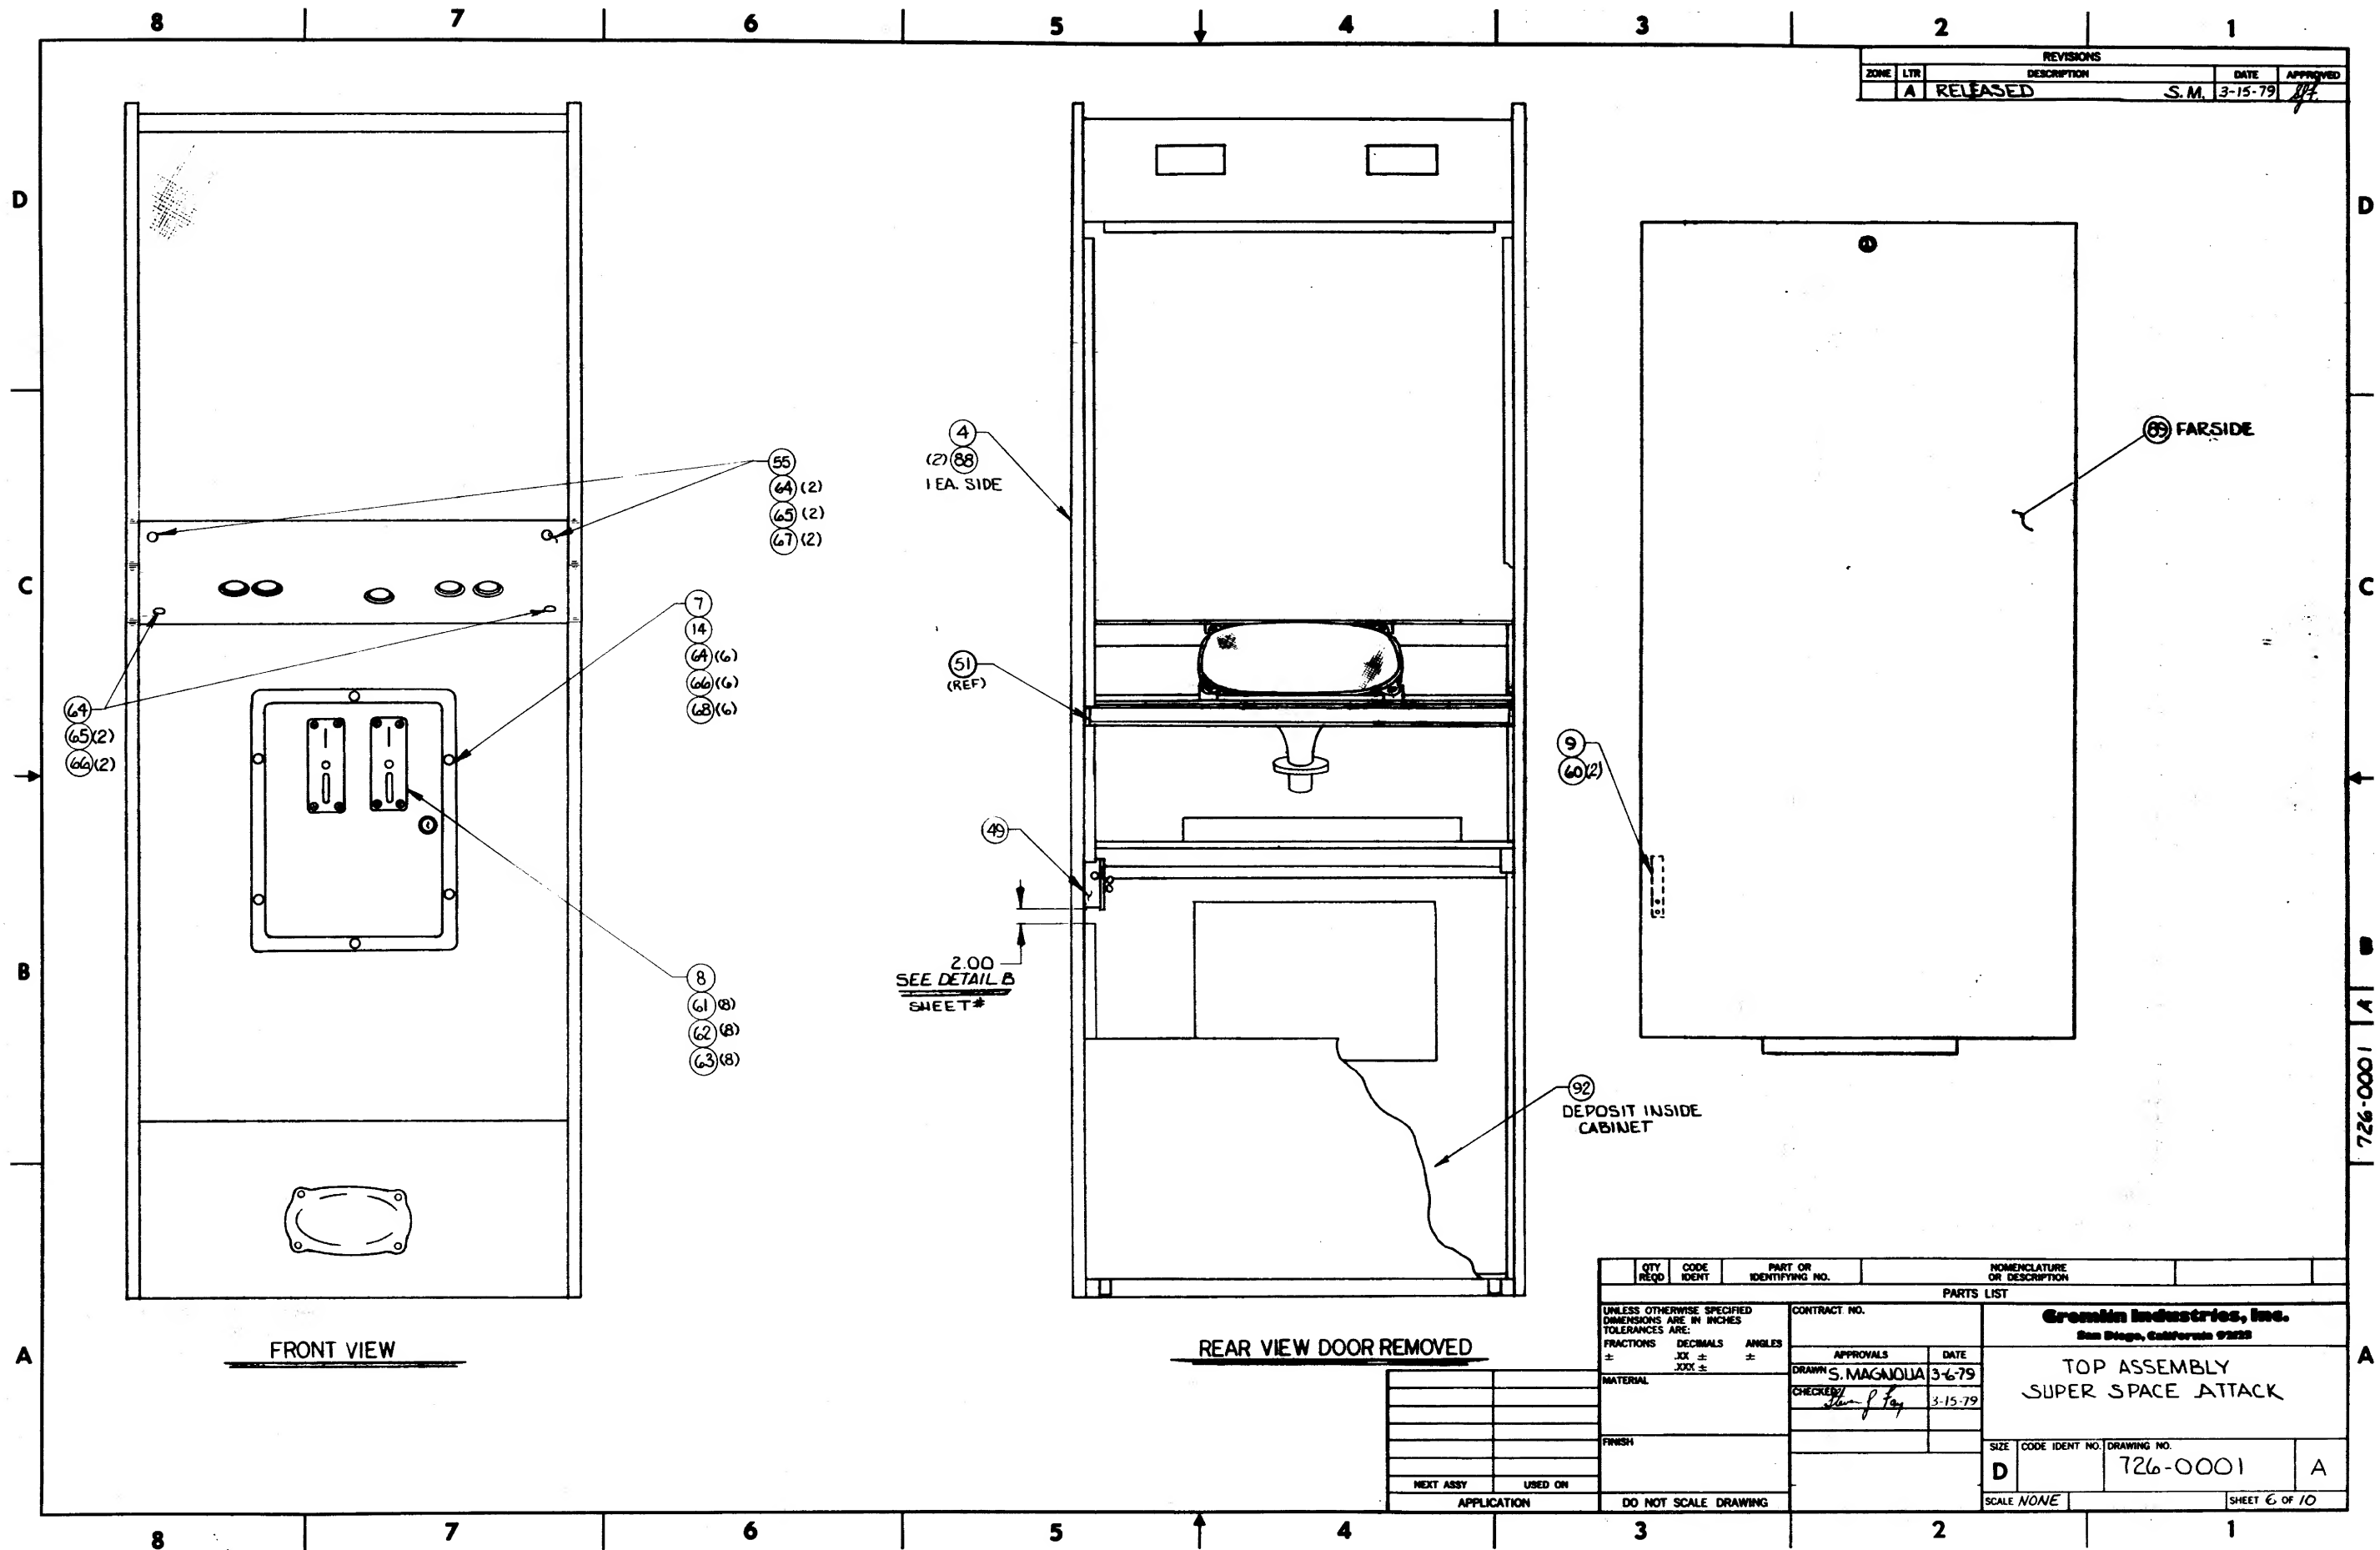 8 7 6 5 4 3 2 1
REVISIONS
ZONE LTR DESCRIPTION DATE APPROVED
A RELEASED S.M. 3-15-79
D D
55
64 (2)
65 (2)
67 (2)
4
(2) 88
1 EA. SIDE
89 FARSIDE
C C
7
14
64 (6)
66 (6)
68 (6)
51
(REF)
64
65 (2)
66 (2)
9
60 (2)
49
2.00
SEE DETAIL B
SHEET#
B B
8
61 (8)
62 (8)
63 (8)
92
DEPOSIT INSIDE
CABINET
A
726-0001
FRONT VIEW
REAR VIEW DOOR REMOVED
A A
QTY REQD CODE IDENT PART OR IDENTIFYING NO. NOMENCLATURE OR DESCRIPTION
PARTS LIST
UNLESS OTHERWISE SPECIFIED
DIMENSIONS ARE IN INCHES
TOLERANCES ARE:
FRACTIONS DECIMALS ANGLES
± .XX ± ±
.XXX ±
MATERIAL
FINISH
DO NOT SCALE DRAWING
CONTRACT NO.
APPROVALS DATE
DRAWN S. MAGNOLIA 3-6-79
CHECKED 3-15-79
Gremlin Industries, Inc.
San Diego, California 92123
TOP ASSEMBLY
SUPER SPACE ATTACK
SIZE CODE IDENT NO. DRAWING NO.
D 726-0001 A
SCALE NONE SHEET 6 OF 10
NEXT ASSY USED ON
APPLICATION
8 7 6 5 4 3 2 1